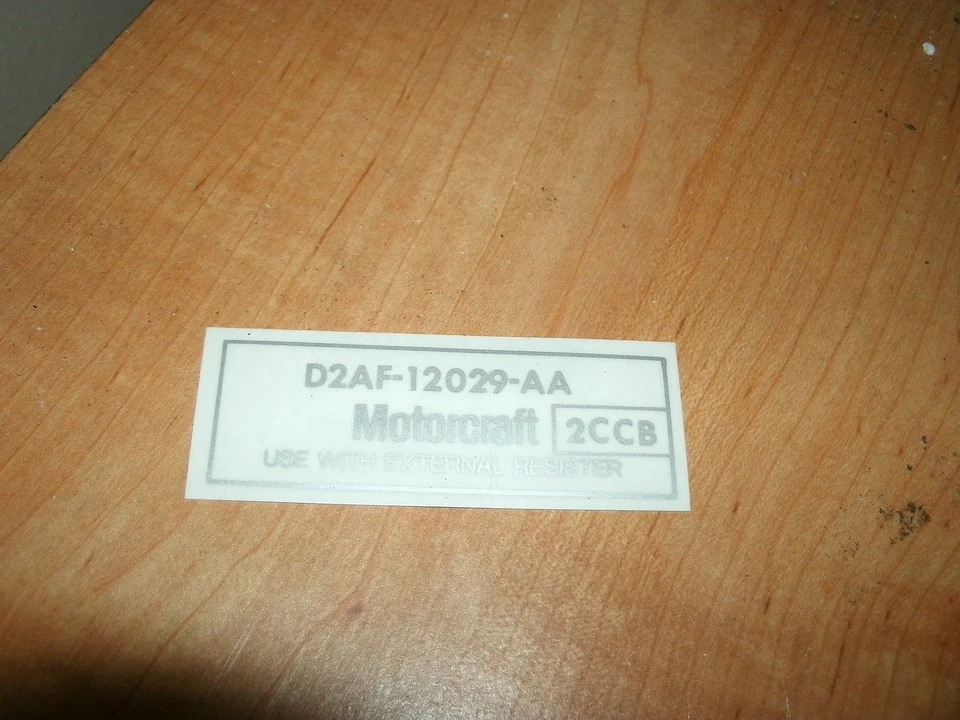 D2AF-12029-AA
Motorcraft 2CCB
USE WITH EXTERNAL RESISTER